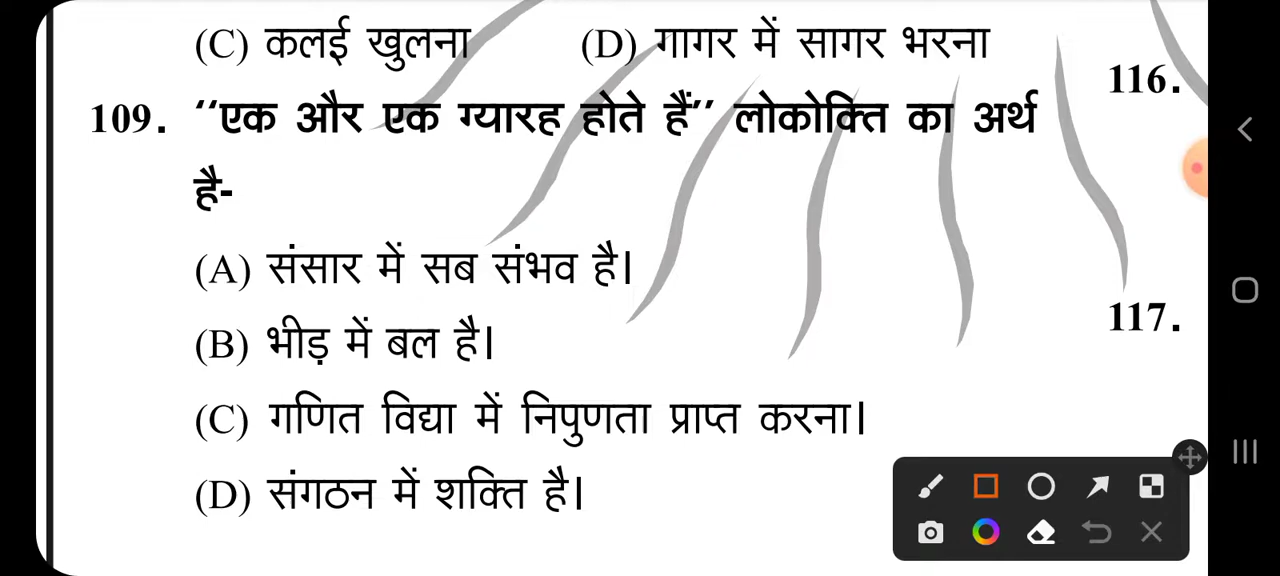 (C) कलई खुलना (D) गागर में सागर भरना
116.
109. ‘‘एक और एक ग्यारह होते हैं’’ लोकोक्ति का अर्थ
है-
(A) संसार में सब संभव है।
(B) भीड़ में बल है।
117.
(C) गणित विद्या में निपुणता प्राप्त करना।
(D) संगठन में शक्ति है।